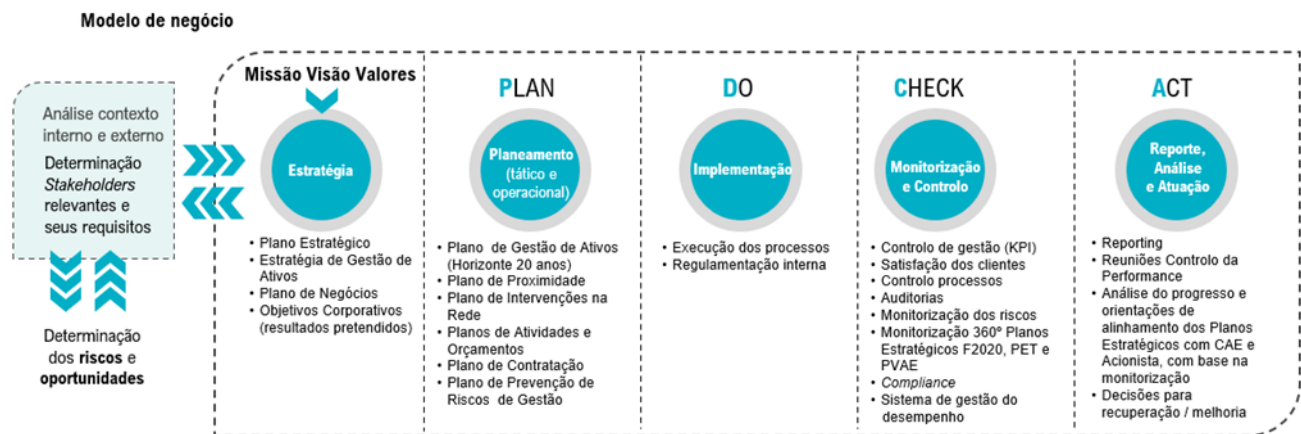 Modelo de negócio
Análise contexto
interno e externo
Determinação
Stakeholders
relevantes e
seus requisitos
Determinação
dos riscos e
oportunidades
Missão Visão Valores
Estratégia
• Plano Estratégico
• Estratégia de Gestão de
Ativos
• Plano de Negócios
• Objetivos Corporativos
(resultados pretendidos)
PLAN
Planeamento
(tático e
operacional)
• Plano de Gestão de Ativos
(Horizonte 20 anos)
• Plano de Proximidade
• Plano de Intervenções na
Rede
• Planos de Atividades e
Orçamentos
• Plano de Contratação
• Plano de Prevenção de
Riscos de Gestão
DO
Implementação
• Execução dos processos
• Regulamentação interna
CHECK
Monitorização
e Controlo
• Controlo de gestão (KPI)
• Satisfação dos clientes
• Controlo processos
• Auditorias
• Monitorização dos riscos
• Monitorização 360º Planos
Estratégicos F2020, PET e
PVAE
• Compliance
• Sistema de gestão do
desempenho
ACT
Reporte,
Análise
e Atuação
• Reporting
• Reuniões Controlo da
Performance
• Análise do progresso e
orientações de
alinhamento dos Planos
Estratégicos com CAE e
Acionista, com base na
monitorização
• Decisões para
recuperação / melhoria